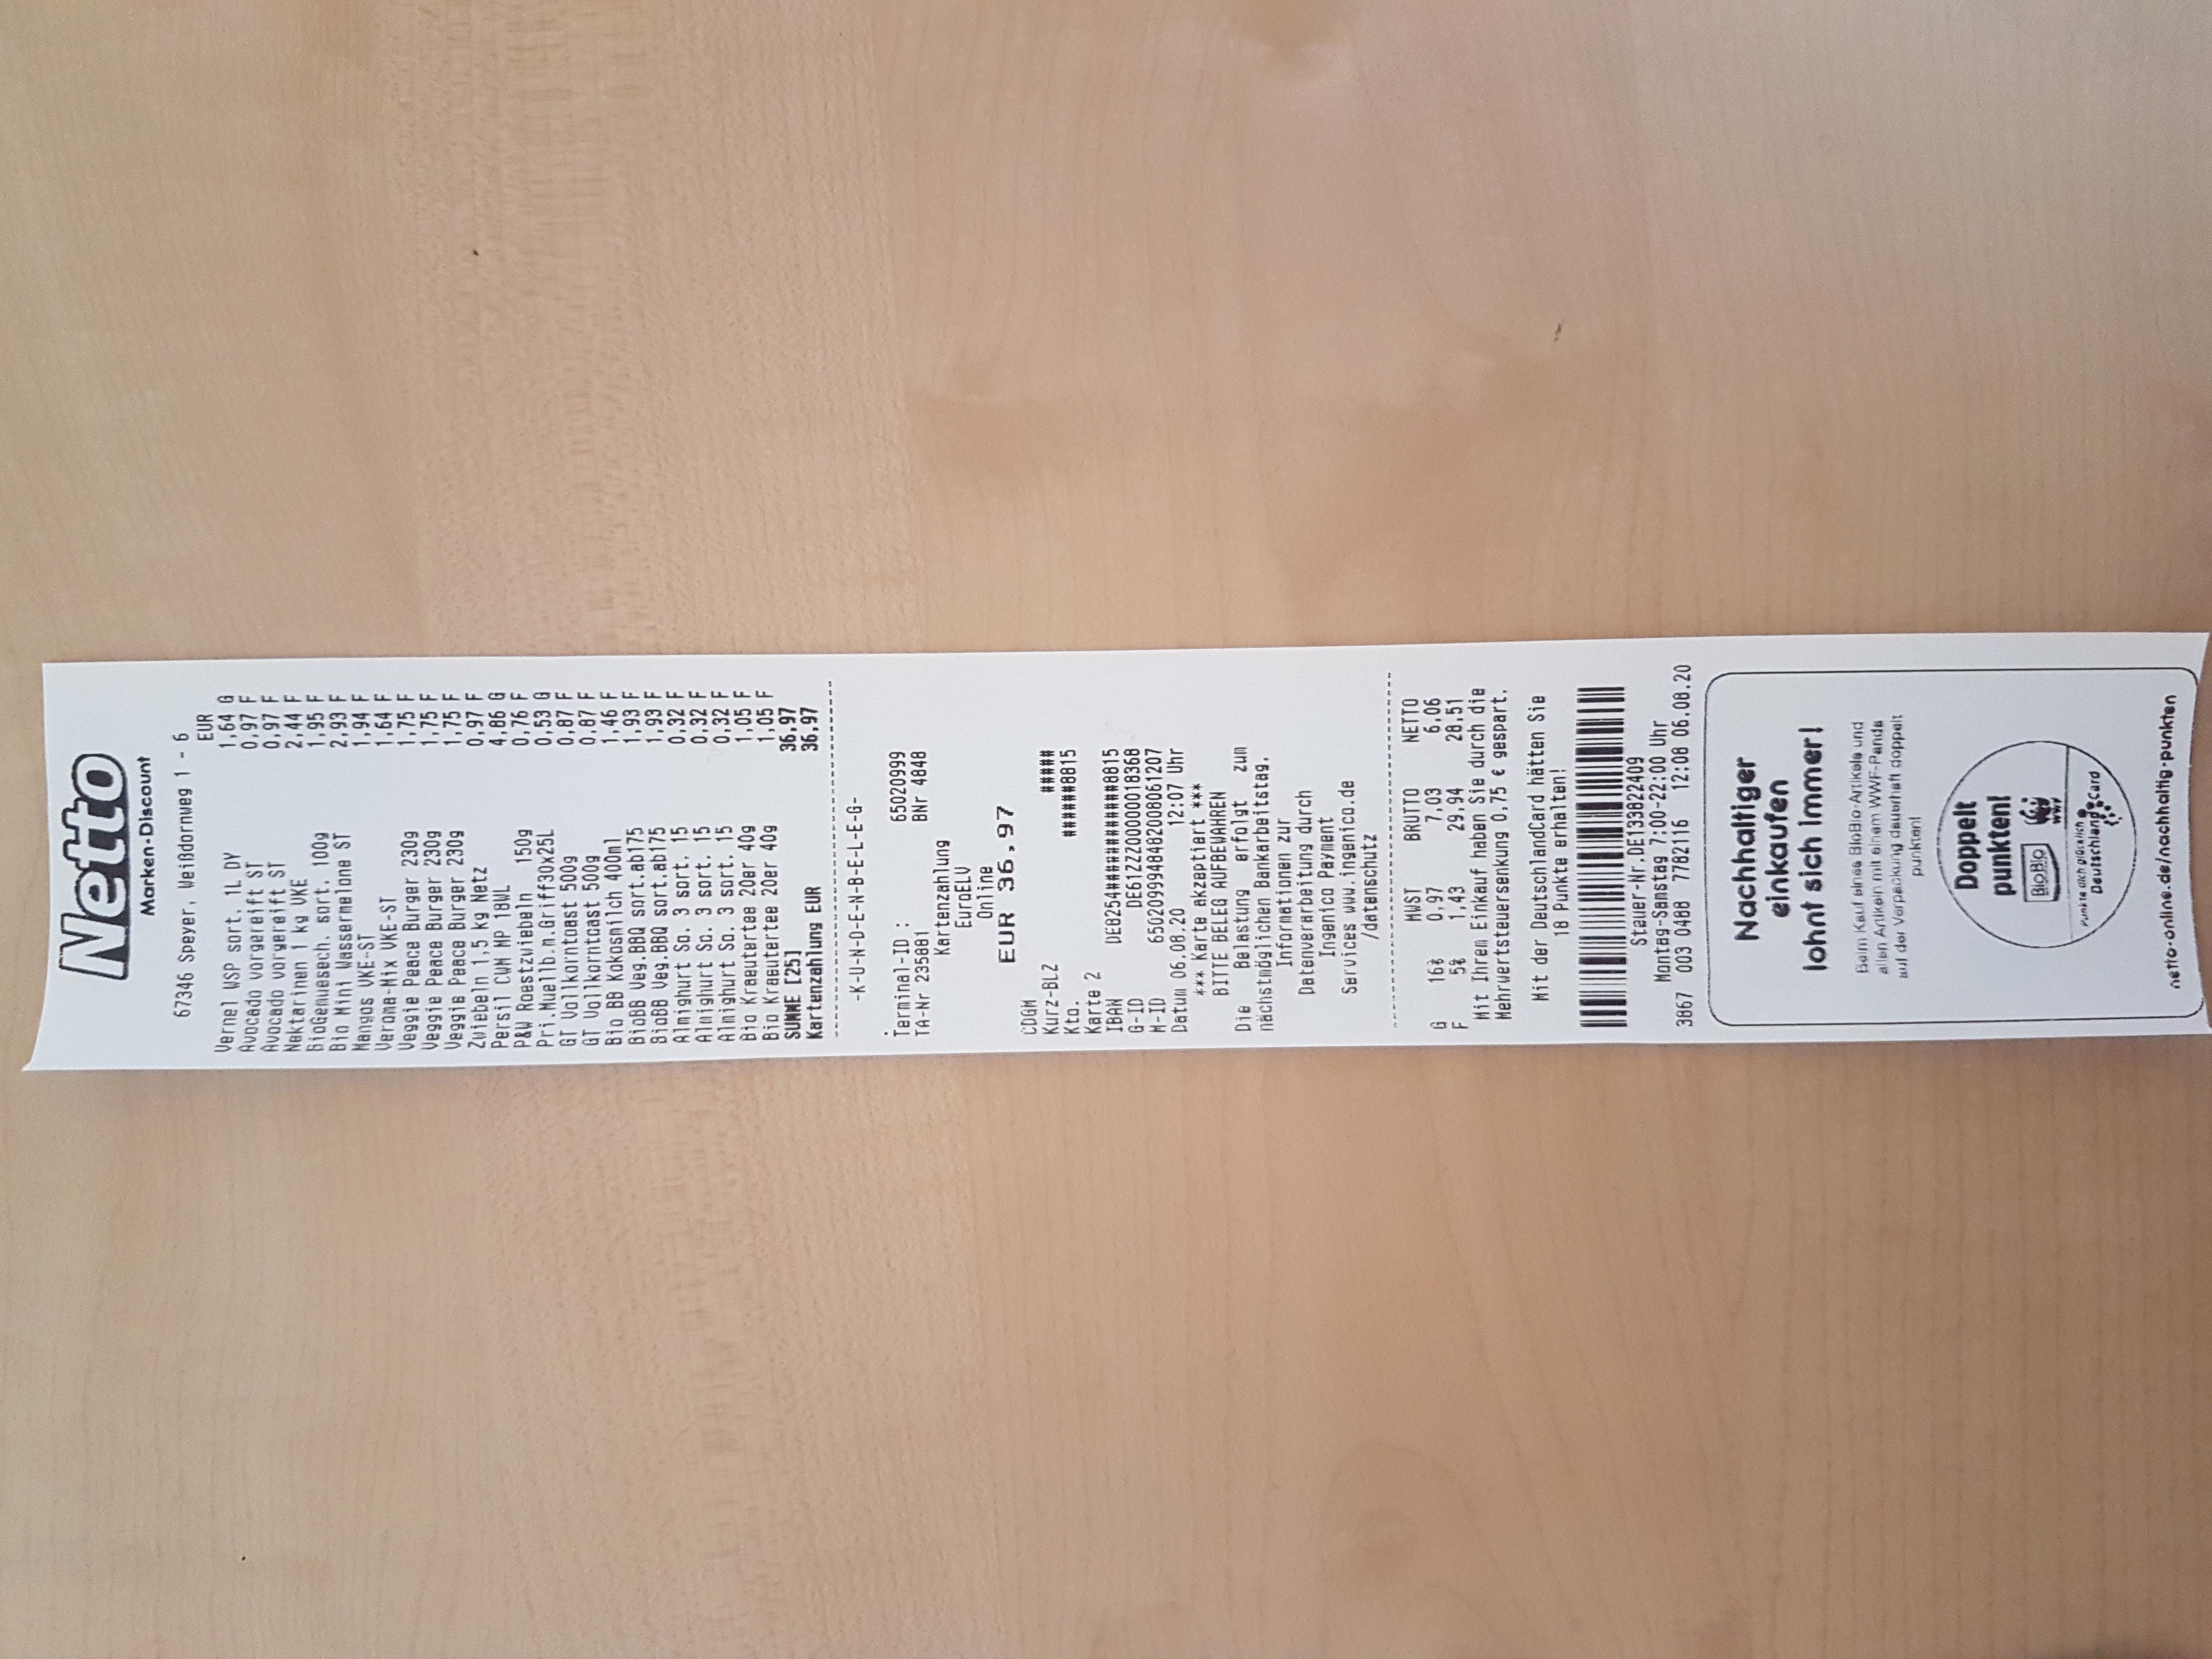 Netto
Marken-Discount
67346 Speyer, Weißdornweg 1 - 6
EUR
Vernel WSP sort. 1L DY 1,64 G
Avocado vorgereift ST 0,97 F
Avocado vorgereift ST 0,97 F
Nektarinen 1 kg VKE 2,44 F
BioGemuesech. sort. 100g 1,95 F
Bio Mini Wassermelone ST 2,93 F
Mangos VKE-ST 1,94 F
Veroma-Mix VKE-ST 1,64 F
Veggie Peace Burger 230g 1,75 F
Veggie Peace Burger 230g 1,75 F
Veggie Peace Burger 230g 1,75 F
Zwiebeln 1,5 kg Netz 0,97 F
Persil CWM MP 18WL 4,86 G
P&W Roestzwiebeln 150g 0,76 F
Pri.Muellb.m.Griff30x25L 0,53 G
GT Vollkorntoast 500g 0,87 F
GT Vollkorntoast 500g 0,87 F
Bio BB Kokosmilch 400ml 1,46 F
BioBB Veg.BBQ sort.ab175 1,93 F
BioBB Veg.BBQ sort.ab175 1,93 F
Almighurt So. 3 sort. 15 0,32 F
Almighurt So. 3 sort. 15 0,32 F
Almighurt So. 3 sort. 15 0,32 F
Bio Kraeutertee 20er 40g 1,05 F
Bio Kraeutertee 20er 40g 1,05 F
SUMME [25] 36,97
Kartenzahlung EUR 36,97
-K-U-N-D-E-N-B-E-L-E-G-
.
Terminal-ID : 65020999
TA-Nr 235881 BNr 4848
Kartenzahlung
EuroELV
Online
EUR 36,97
CDGM
Kurz-BLZ #####
Kto. ######8815
Karte 2
IBAN DE8254############8815
G-ID DE61ZZZ00000018368
M-ID 6502099948482008061207
Datum 06.08.20 12:07 Uhr
*** Karte akzeptiert ***
BITTE BELEG AUFBEWAHREN
Die Belastung erfolgt zum
nächstmöglichen Bankarbeitstag.
Informationen zur
Datenverarbeitung durch
Ingenico Payment
Services www.ingenico.de
/datenschutz
MWST BRUTTO NETTO
G 16% 0,97 7,03 6,06
F 5% 1,43 29,94 28,51
Mit Ihrem Einkauf haben Sie durch die
Mehrwertsteuersenkung 0,75 € gespart.
Mit der DeutschlandCard hätten Sie
18 Punkte erhalten!
Steuer-Nr.DE133822409
Montag-Samstag 7:00-22:00 Uhr
3867 003 0488 7782116 12:08 06.08.20
Nachhaltiger
einkaufen
lohnt sich immer!
Beim Kauf eines BioBio-Artikels und
allen Artikeln mit einem WWF-Panda
auf der Verpackung dauerhaft doppelt
punkten!
Doppelt
punkten!
BioBio WWF
Punkte dich glücklich
DeutschlandCard
netto-online.de/nachhaltig-punkten